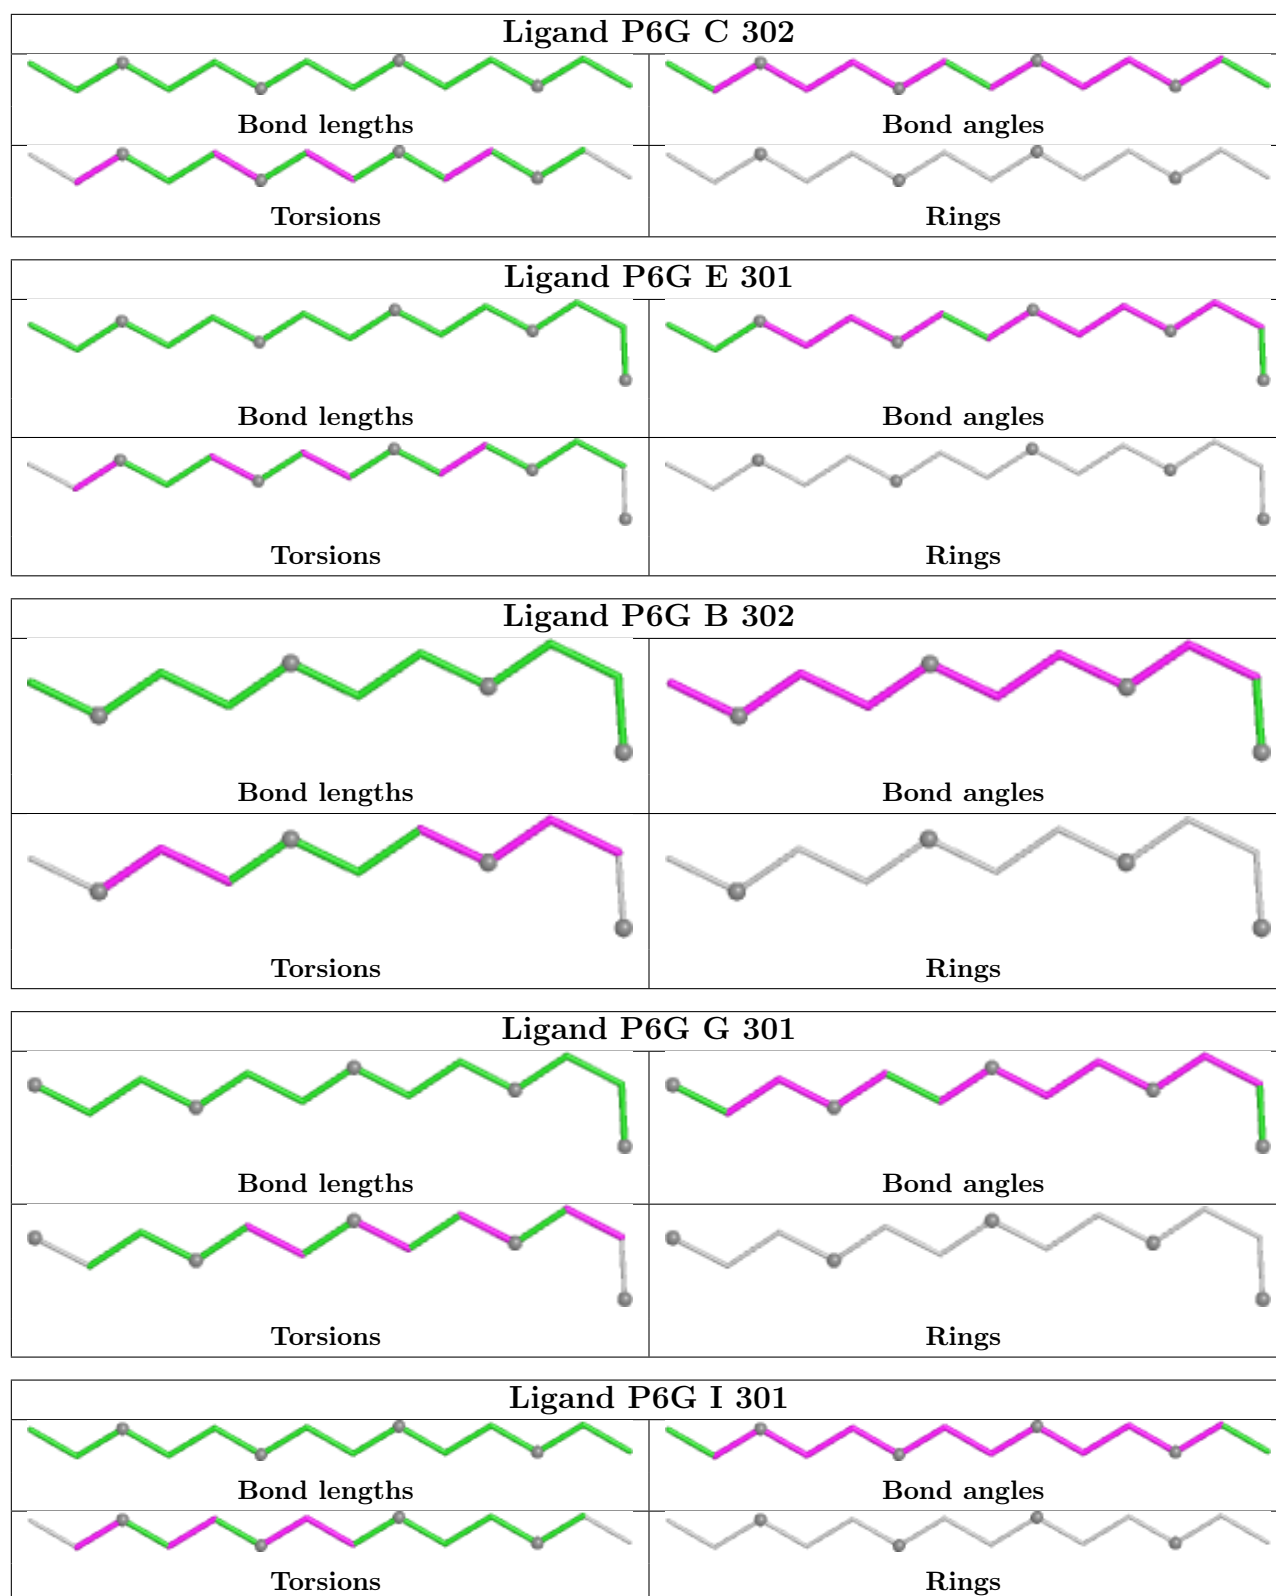 Ligand P6G C 302
Bond lengths Bond angles
Torsions Rings
Ligand P6G E 301
Bond lengths Bond angles
Torsions Rings
Ligand P6G B 302
Bond lengths Bond angles
Torsions Rings
Ligand P6G G 301
Bond lengths Bond angles
Torsions Rings
Ligand P6G I 301
Bond lengths Bond angles
Torsions Rings